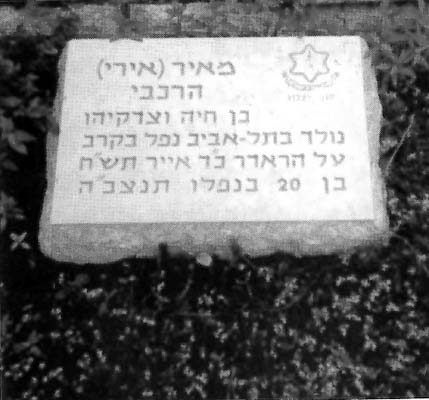 מאיר (אירי)
הרכבי
בן חיה וצדקיהו
נולד בתל-אביב נפל בקרב
על הראדר כ"ד אייר תש"ח
בן 20 בנפלו תנצב"ה